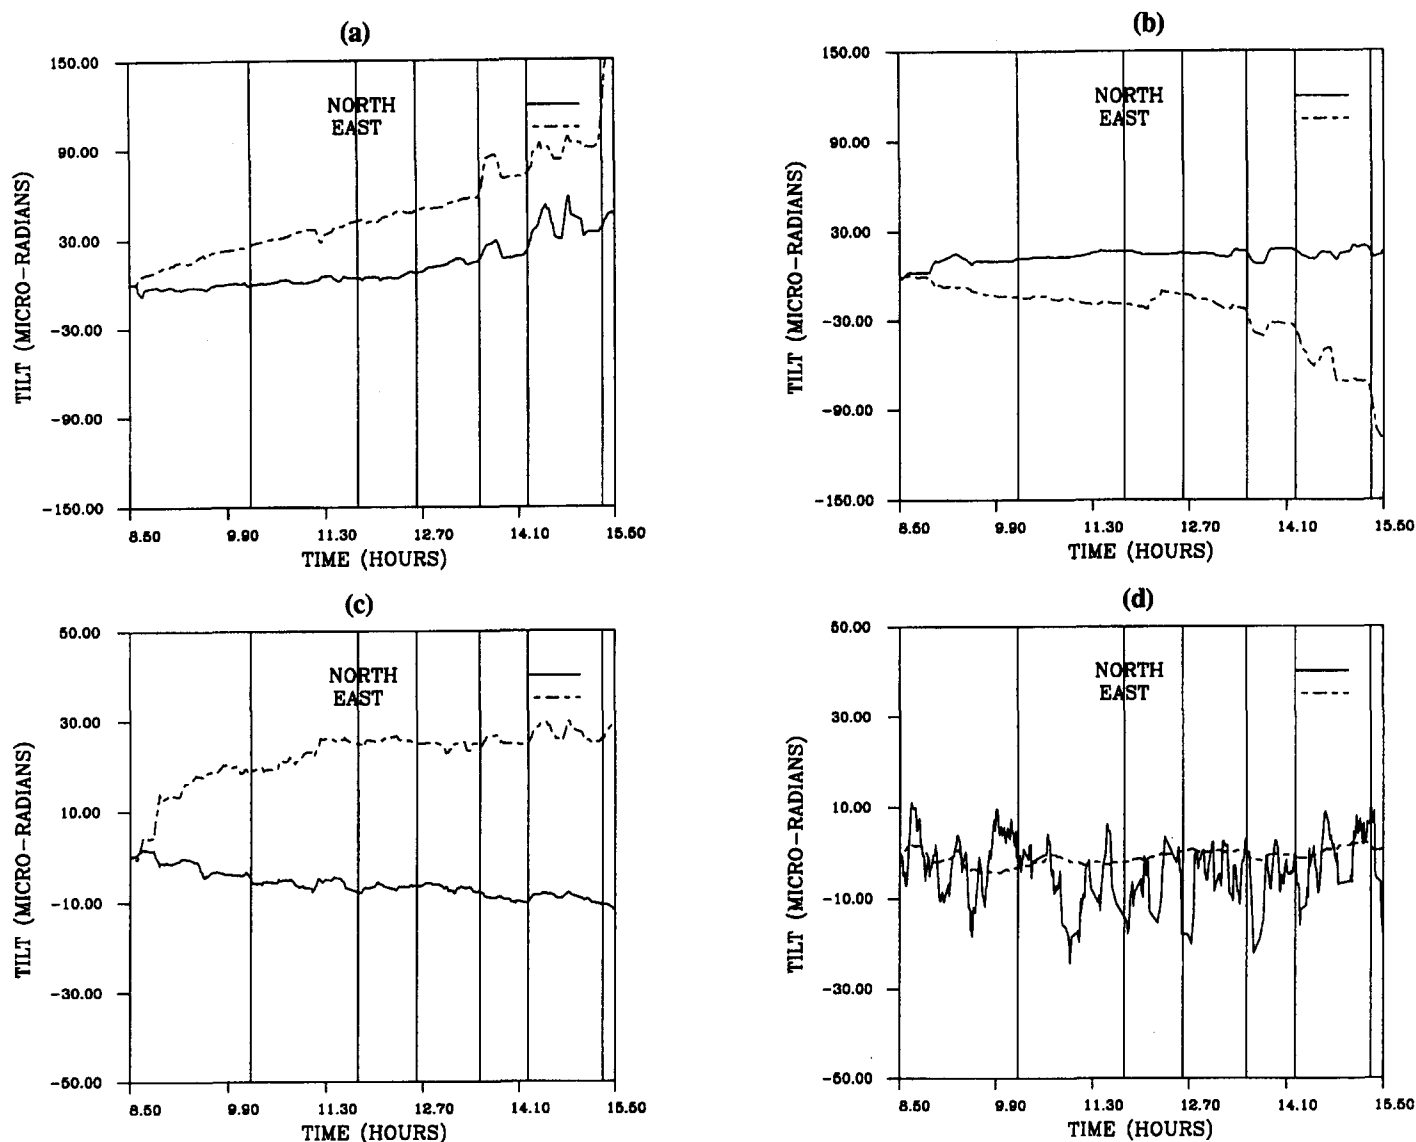 (a)
150.00
90.00
30.00
-30.00
-90.00
-150.00
TILT (MICRO-RADIANS)
NORTH
EAST
8.50 9.90 11.30 12.70 14.10 15.50
TIME (HOURS)
(b)
150.00
90.00
30.00
-30.00
-90.00
-150.00
TILT (MICRO-RADIANS)
NORTH
EAST
8.50 9.90 11.30 12.70 14.10 15.50
TIME (HOURS)
(c)
50.00
30.00
10.00
-10.00
-30.00
-50.00
TILT (MICRO-RADIANS)
NORTH
EAST
8.50 9.90 11.30 12.70 14.10 15.50
TIME (HOURS)
(d)
50.00
30.00
10.00
-10.00
-30.00
-50.00
TILT (MICRO-RADIANS)
NORTH
EAST
8.50 9.90 11.30 12.70 14.10 15.50
TIME (HOURS)